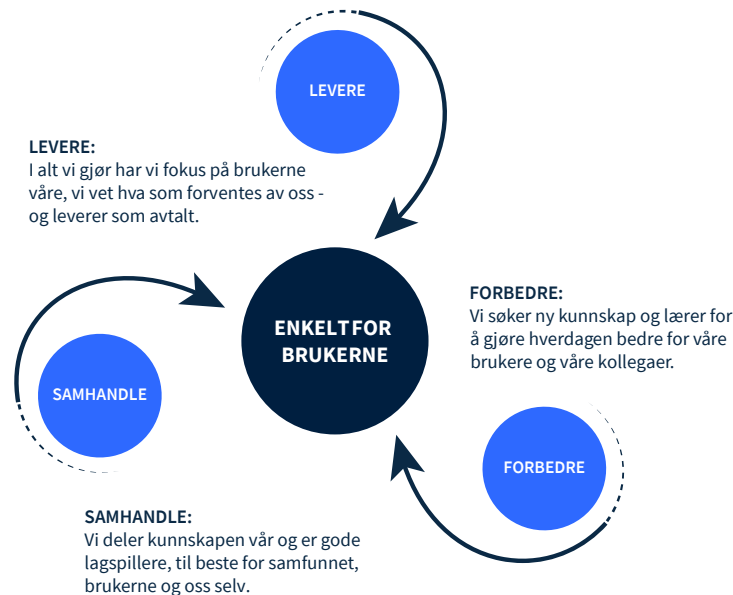 LEVERE
LEVERE:
I alt vi gjør har vi fokus på brukerne
våre, vi vet hva som forventes av oss -
og leverer som avtalt.
ENKELT FOR
BRUKERNE
FORBEDRE:
Vi søker ny kunnskap og lærer for
å gjøre hverdagen bedre for våre
brukere og våre kollegaer.
SAMHANDLE
FORBEDRE
SAMHANDLE:
Vi deler kunnskapen vår og er gode
lagspillere, til beste for samfunnet,
brukerne og oss selv.